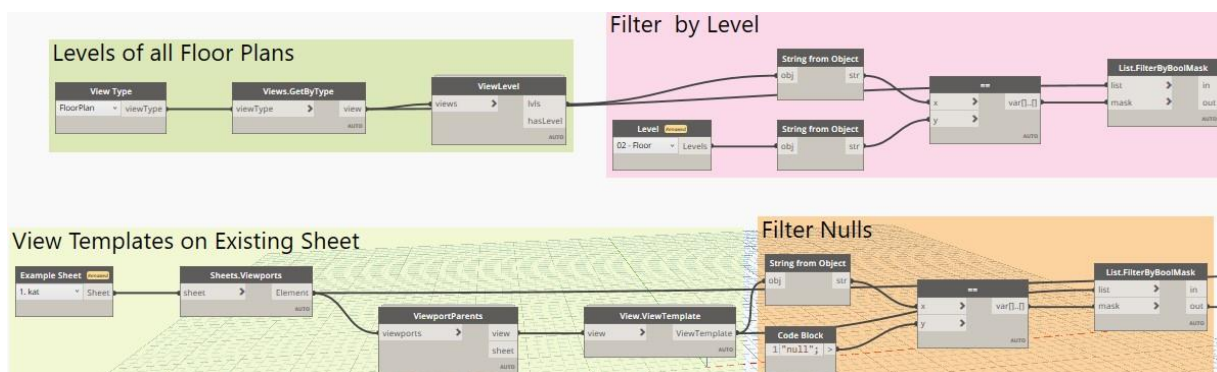 Levels of all Floor Plans
View Type
FloorPlan viewType
Views.GetByType
viewType > view
AUTO
ViewLevel
views > lvls
hasLevel
AUTO
Filter by Level
String from Object
obj str
Level
02 - Floor Levels
String from Object
obj str
==
x > var[]..[]
y >
AUTO
List.FilterByBoolMask
list > in
mask > out
AUTO
View Templates on Existing Sheet
Example Sheet
1. kat Sheet
Sheets.Viewports
sheet > Element
AUTO
ViewportParents
viewports > view
sheet
AUTO
View.ViewTemplate
view > ViewTemplate
AUTO
Filter Nulls
String from Object
obj str
Code Block
1 "null"; >
==
x > var[]..[]
y >
AUTO
List.FilterByBoolMask
list > in
mask > out
AUTO